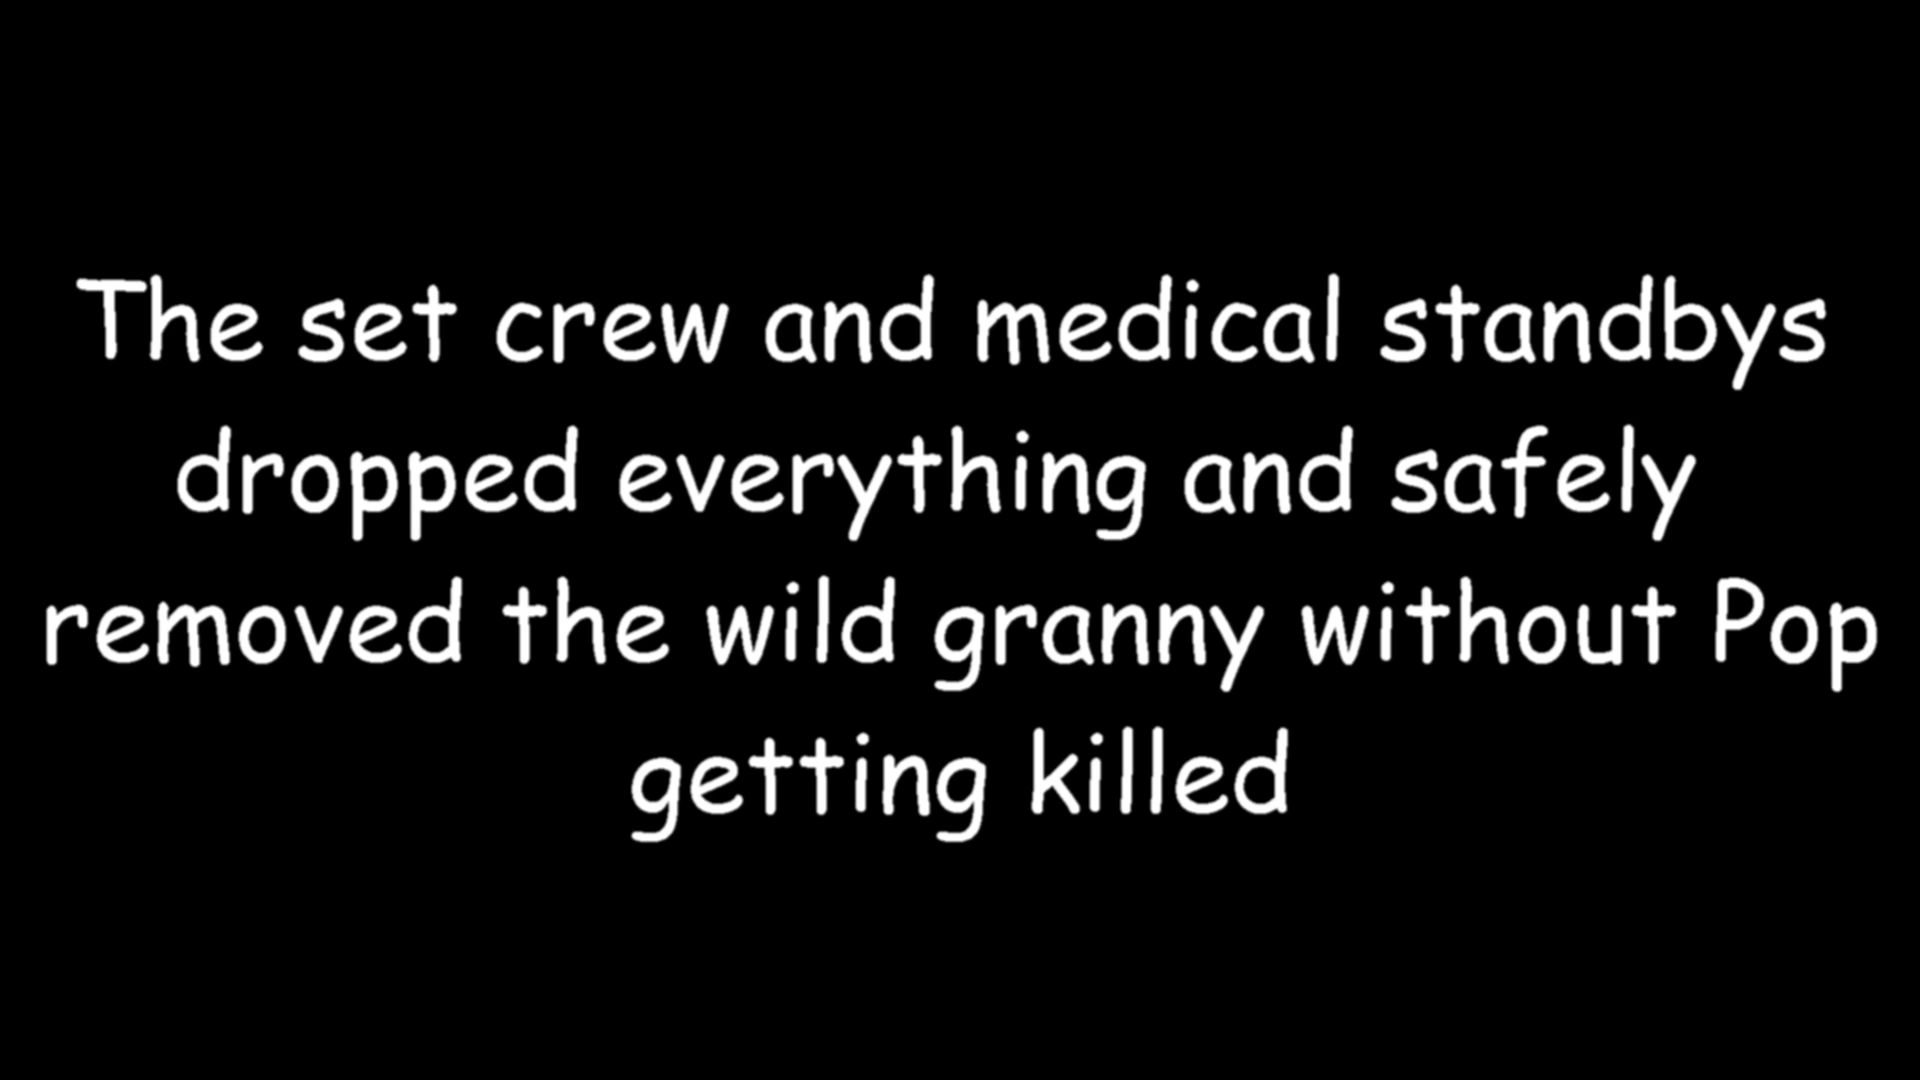 The set crew and medical standbys
dropped everything and safely
removed the wild granny without Pop
getting killed